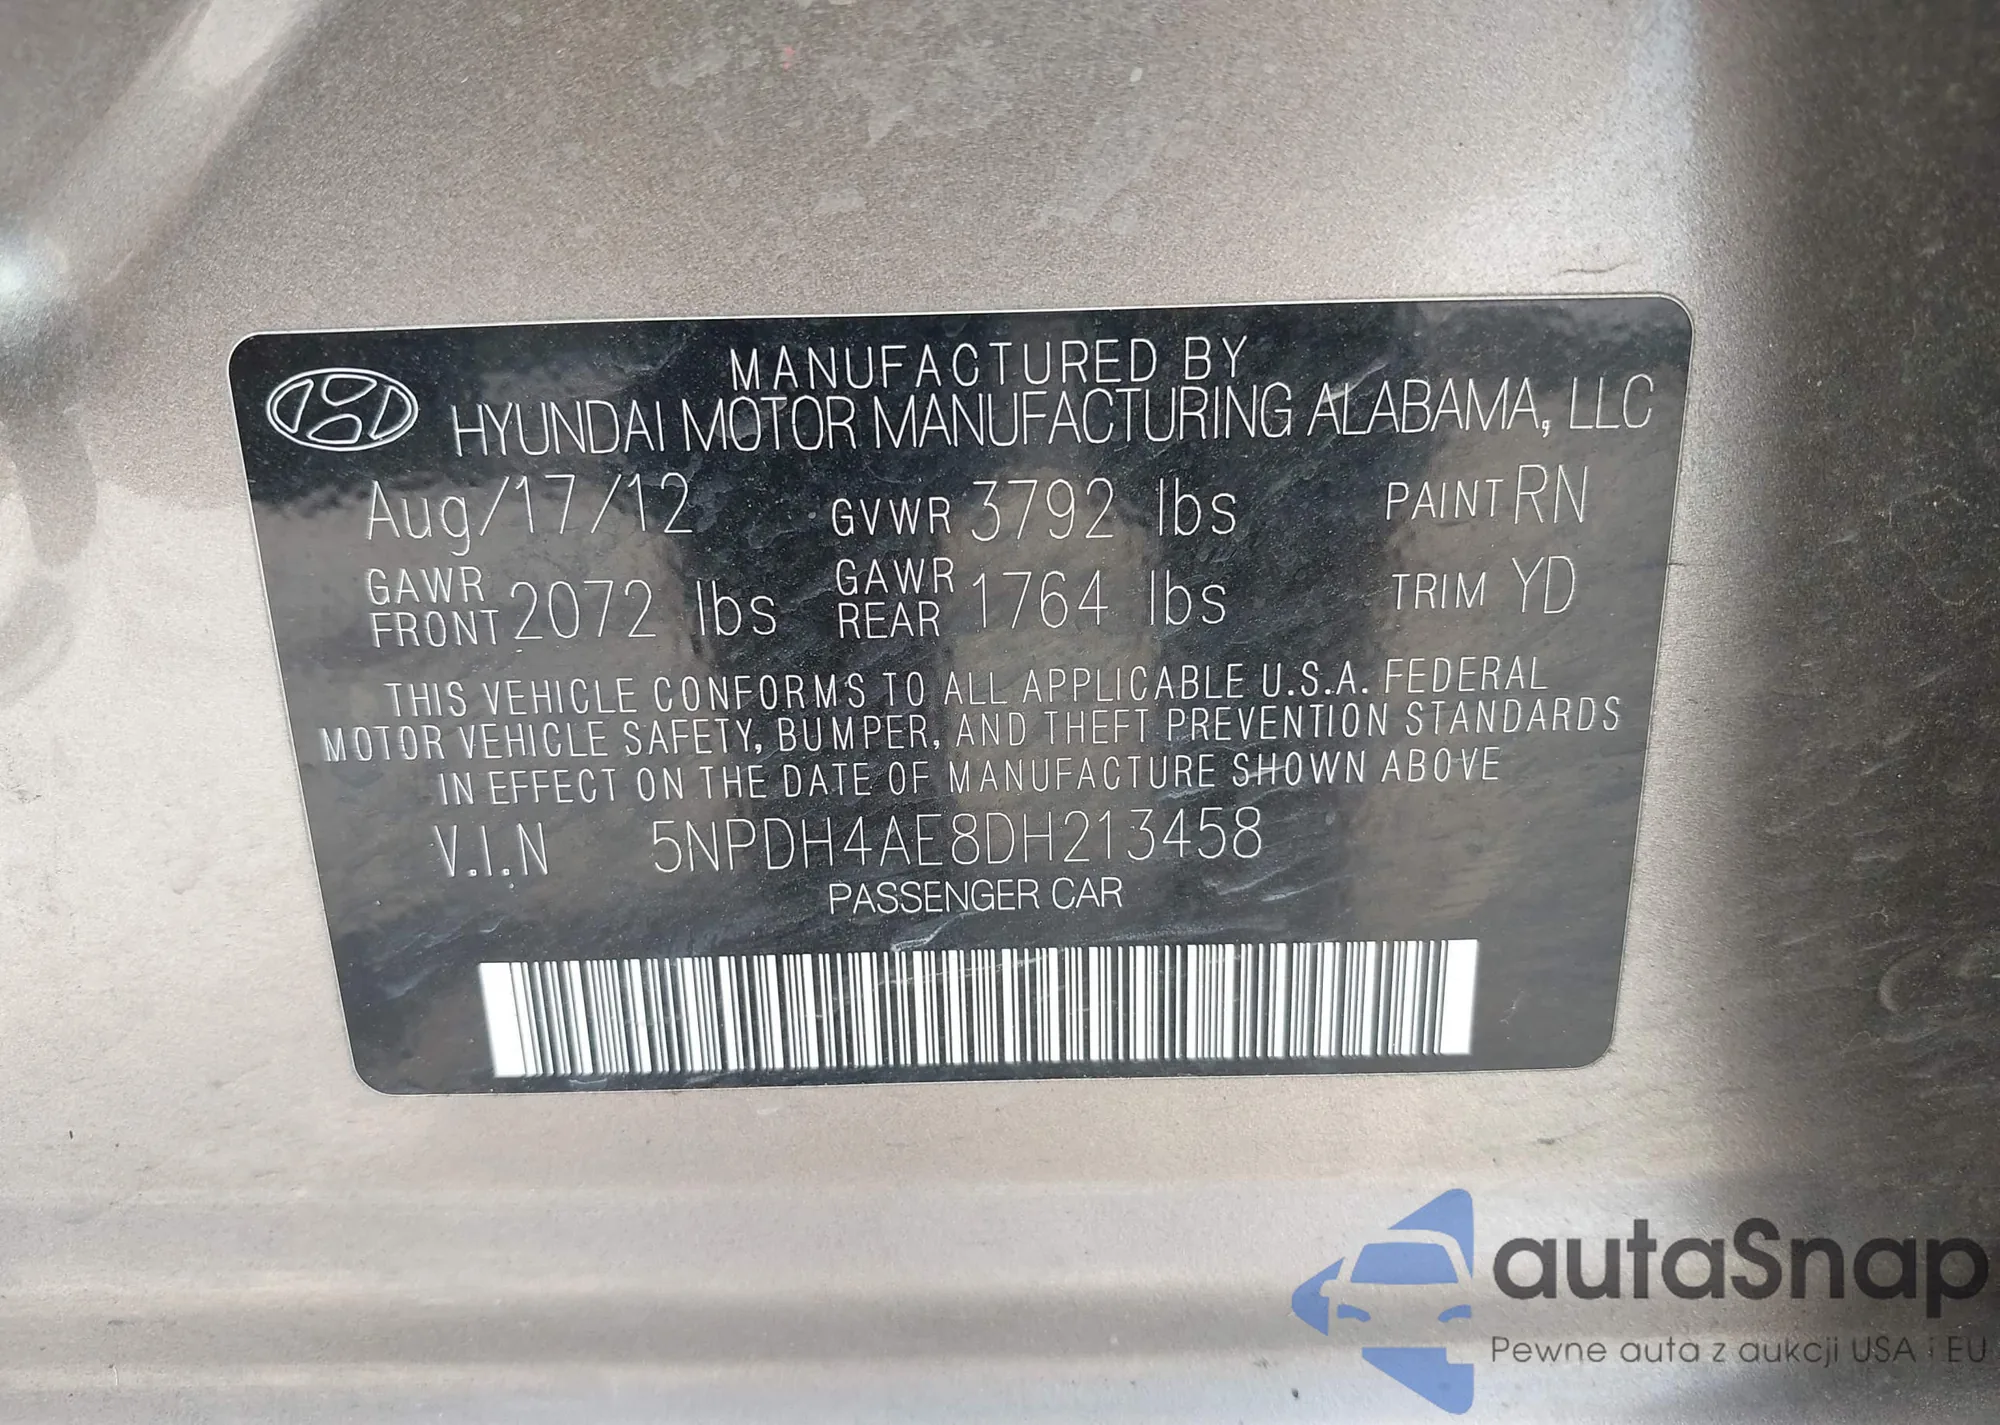 MANUFACTURED BY
HYUNDAI MOTOR MANUFACTURING ALABAMA, LLC
Aug/17/12 GVWR 3792 lbs PAINT RN
GAWR FRONT 2072 lbs GAWR REAR 1764 lbs TRIM YD
THIS VEHICLE CONFORMS TO ALL APPLICABLE U.S.A. FEDERAL
MOTOR VEHICLE SAFETY, BUMPER, AND THEFT PREVENTION STANDARDS
IN EFFECT ON THE DATE OF MANUFACTURE SHOWN ABOVE
V.I.N 5NPDH4AE8DH213458
PASSENGER CAR
autaSnap
Pewne auta z aukcji USA i EU